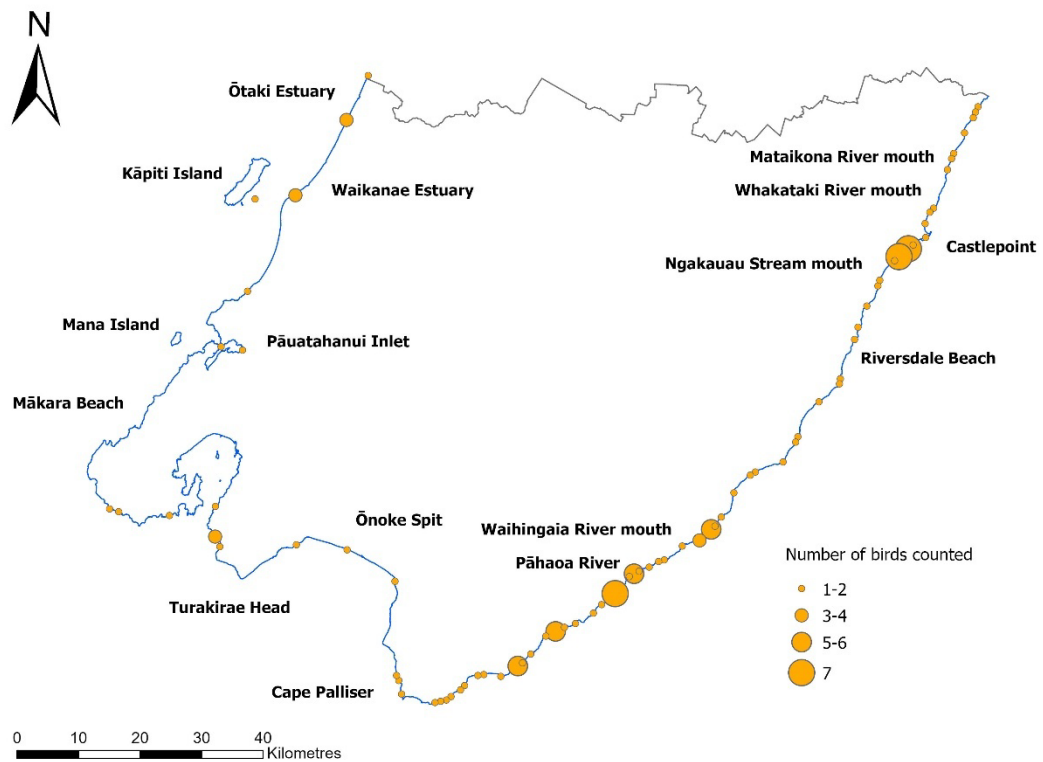 N
Ōtaki Estuary
Kāpiti Island
Mataikona River mouth
Waikanae Estuary
Whakataki River mouth
Castlepoint
Ngakauau Stream mouth
Mana Island
Pāuatahanui Inlet
Riversdale Beach
Mākara Beach
Ōnoke Spit
Waihingaia River mouth
Pāhaoa River
Number of birds counted
1-2
3-4
5-6
7
Turakirae Head
Cape Palliser
0 10 20 30 40
Kilometres